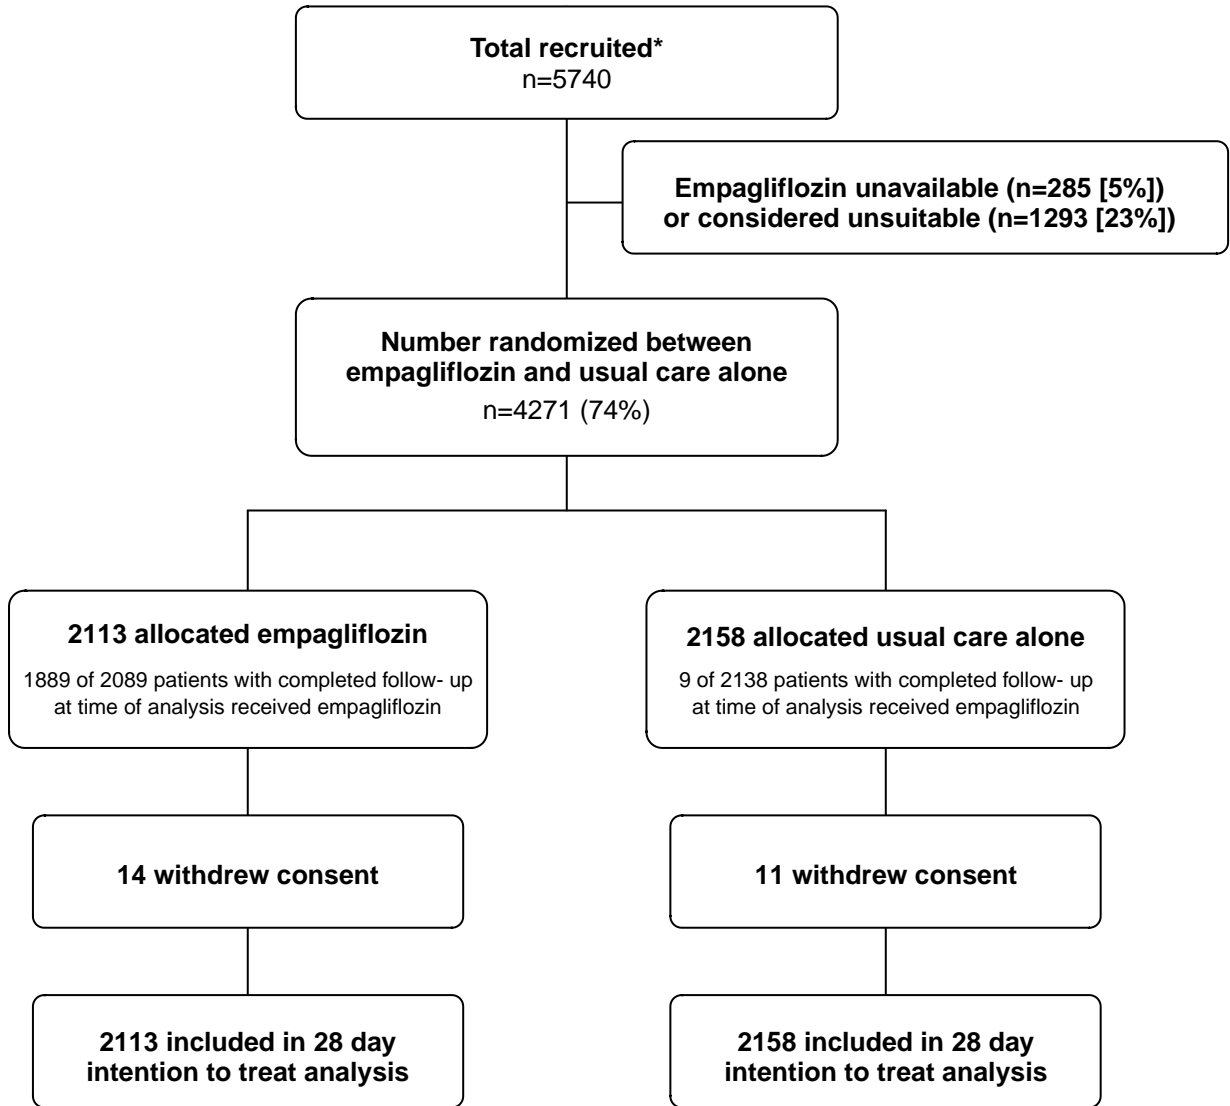 Total recruited*
n=5740
Empagliflozin unavailable (n=285 [5%])
or considered unsuitable (n=1293 [23%])
Number randomized between
empagliflozin and usual care alone
n=4271 (74%)
2113 allocated empagliflozin
1889 of 2089 patients with completed follow- up
at time of analysis received empagliflozin
2158 allocated usual care alone
9 of 2138 patients with completed follow- up
at time of analysis received empagliflozin
14 withdrew consent
11 withdrew consent
2113 included in 28 day
intention to treat analysis
2158 included in 28 day
intention to treat analysis